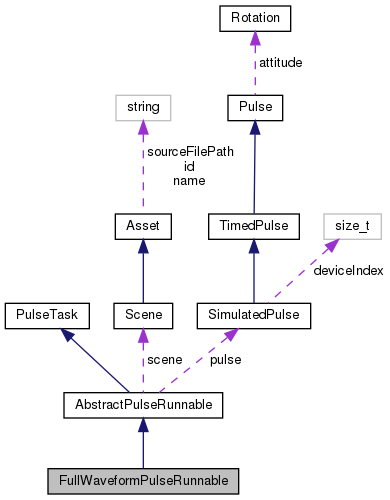 Rotation
attitude
string
Pulse
sourceFilePath
id
name
Asset
TimedPulse
size_t
deviceIndex
PulseTask
Scene
SimulatedPulse
scene
pulse
AbstractPulseRunnable
FullWaveformPulseRunnable